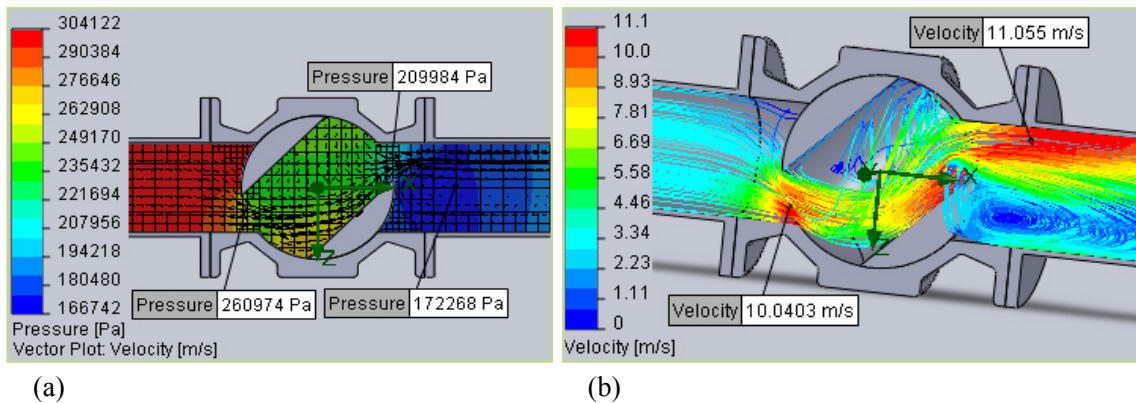 304122
290384
276646
262908
249170
235432
221694
207956
194218
180480
166742
Pressure [Pa]
Vector Plot: Velocity [m/s]
Pressure 209984 Pa
X
Z
Pressure 260974 Pa
Pressure 172268 Pa
(a)
11.1
10.0
8.93
7.81
6.69
5.58
4.46
3.34
2.23
1.11
0
Velocity [m/s]
Velocity 11.055 m/s
X
Z
Velocity 10.0403 m/s
(b)